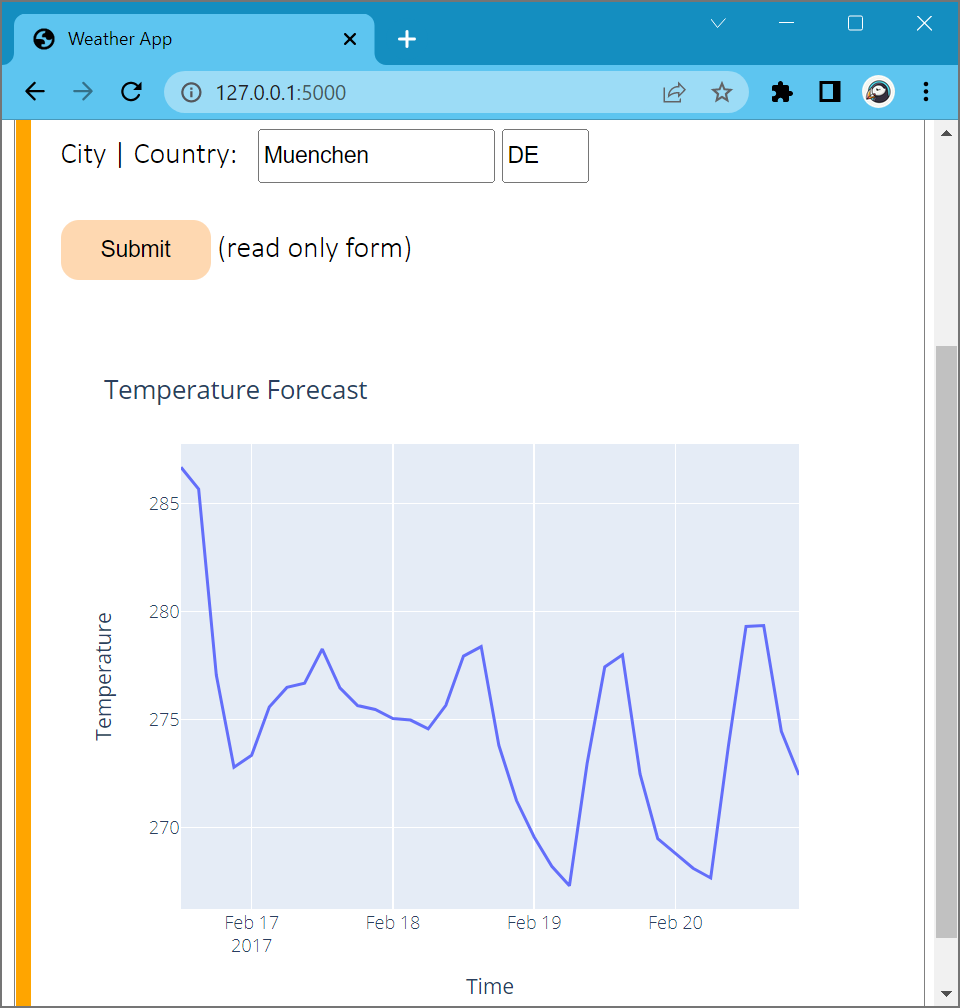 Weather App
127.0.0.1:5000
City | Country: Muenchen DE
Submit (read only form)
Temperature Forecast
285
280
275
270
Temperature
Feb 17 Feb 18 Feb 19 Feb 20
2017
Time